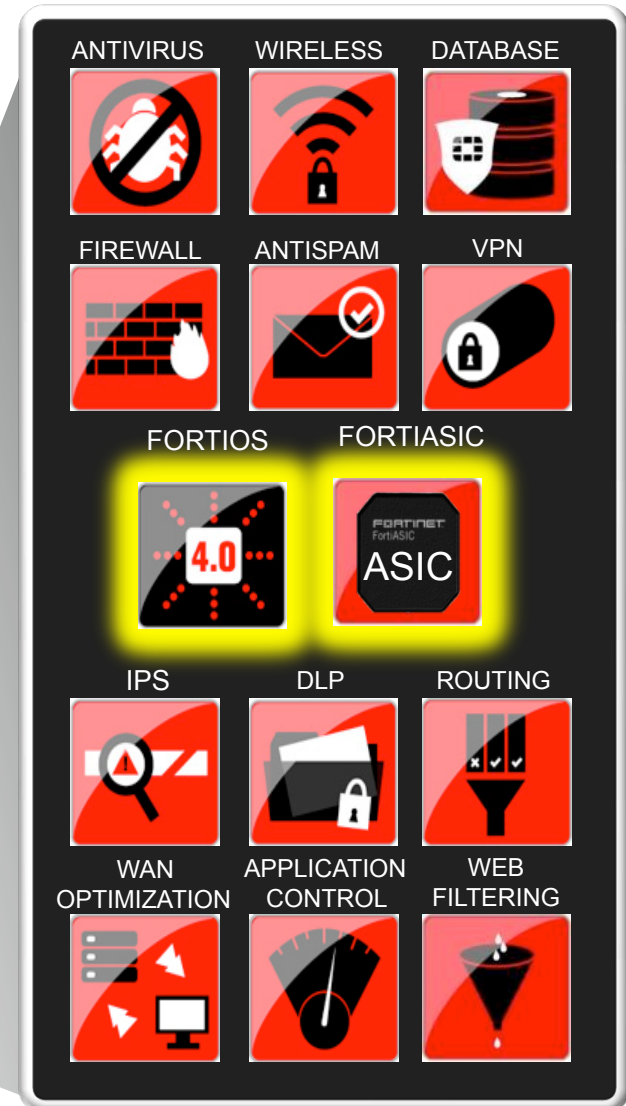 ANTIVIRUS WIRELESS DATABASE
FIREWALL ANTISPAM VPN
FORTIOS FORTIASIC
4.0
FORTINET
FortiASIC
ASIC
IPS DLP ROUTING
WAN APPLICATION WEB
OPTIMIZATION CONTROL FILTERING